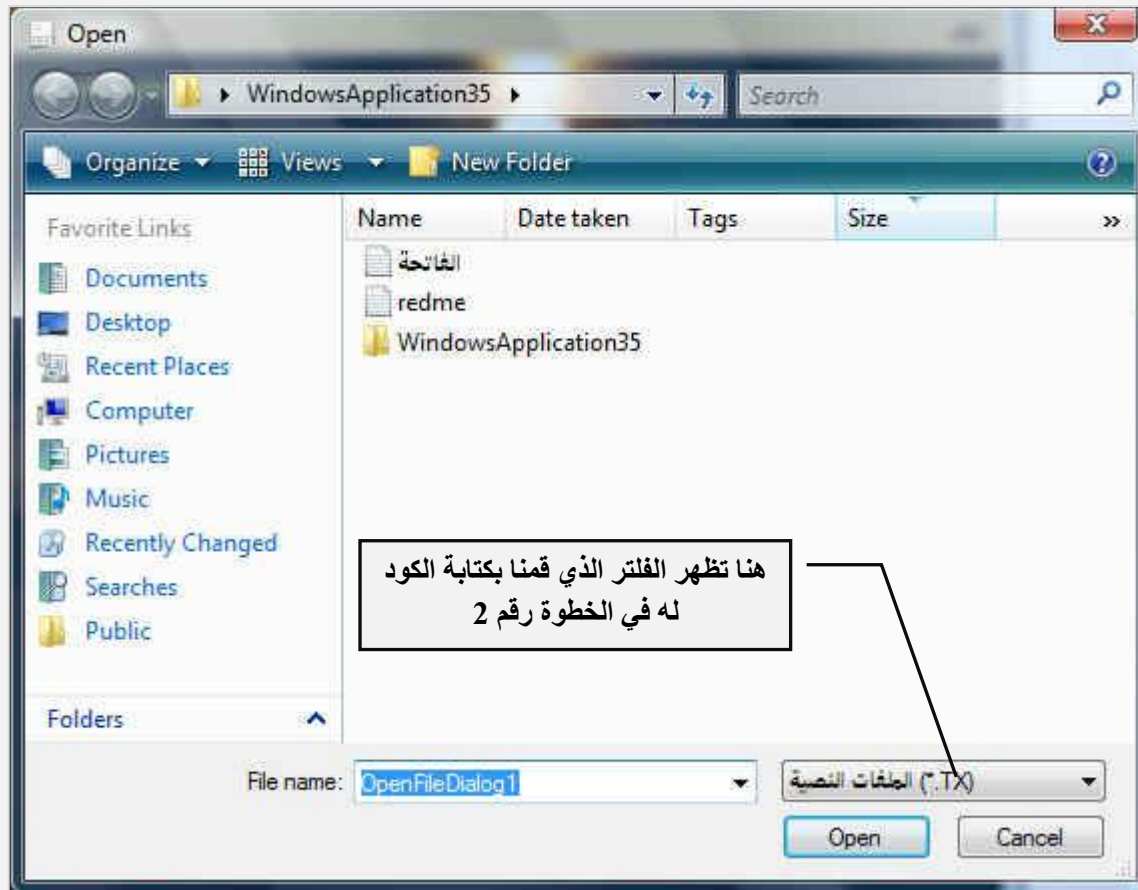 Open
WindowsApplication35
Search
Organize
Views
New Folder
Favorite Links
Documents
Desktop
Recent Places
Computer
Pictures
Music
Recently Changed
Searches
Public
Folders
Name Date taken Tags Size »
الفاتحة
redme
WindowsApplication35
هنا تظهر الفلتر الذي قمنا بكتابة الكود
له في الخطوة رقم 2
File name: OpenFileDialog1
الملفات النصية (*.TX)
Open Cancel